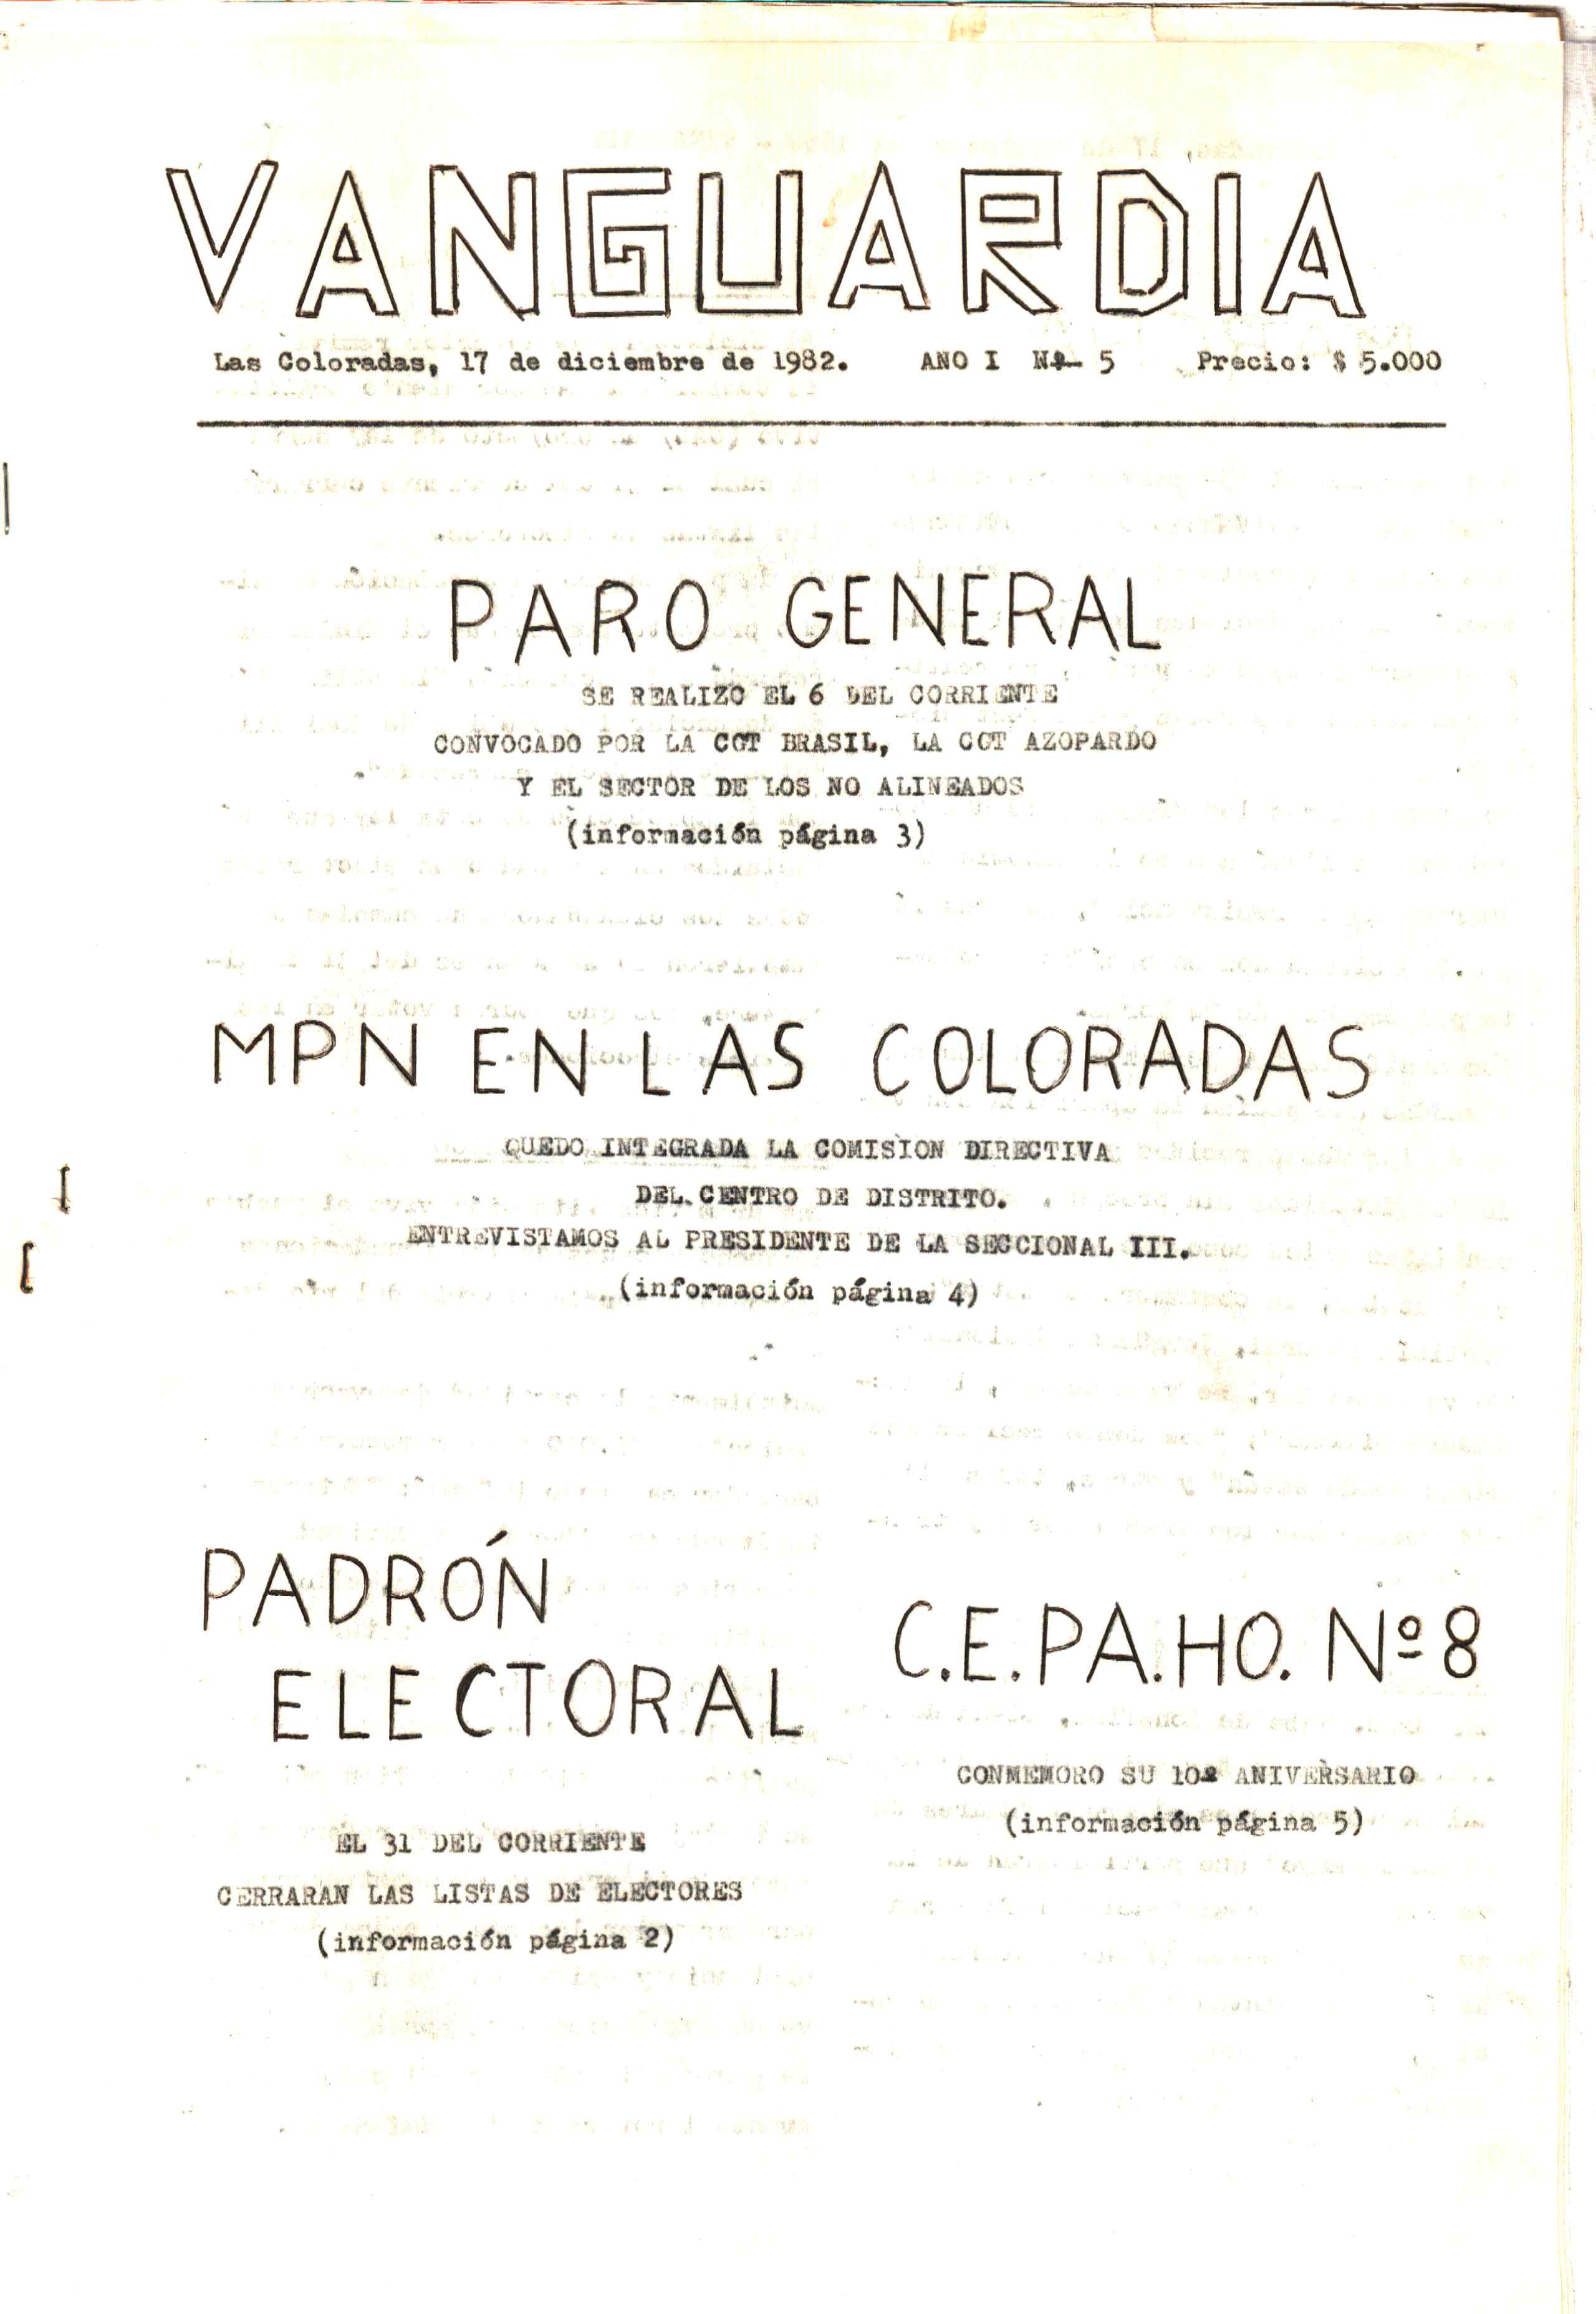 VANGUARDIA
Las Coloradas, 17 de diciembre de 1982. ANO I Nº 5 Precio: $ 5.000
PARO GENERAL
SE REALIZO EL 6 DEL CORRIENTE
CONVOCADO POR LA CGT BRASIL, LA CGT AZOPARDO
Y EL SECTOR DE LOS NO ALINEADOS
(información página 3)
MPN EN LAS COLORADAS
QUEDO INTEGRADA LA COMISION DIRECTIVA
DEL CENTRO DE DISTRITO.
ENTREVISTAMOS AL PRESIDENTE DE LA SECCIONAL III.
(información página 4)
PADRÓN
ELECTORAL
EL 31 DEL CORRIENTE
CERRARAN LAS LISTAS DE ELECTORES
(información página 2)
C.E.PA.HO. Nº 8
CONMEMORO SU 10º ANIVERSARIO
(información página 5)